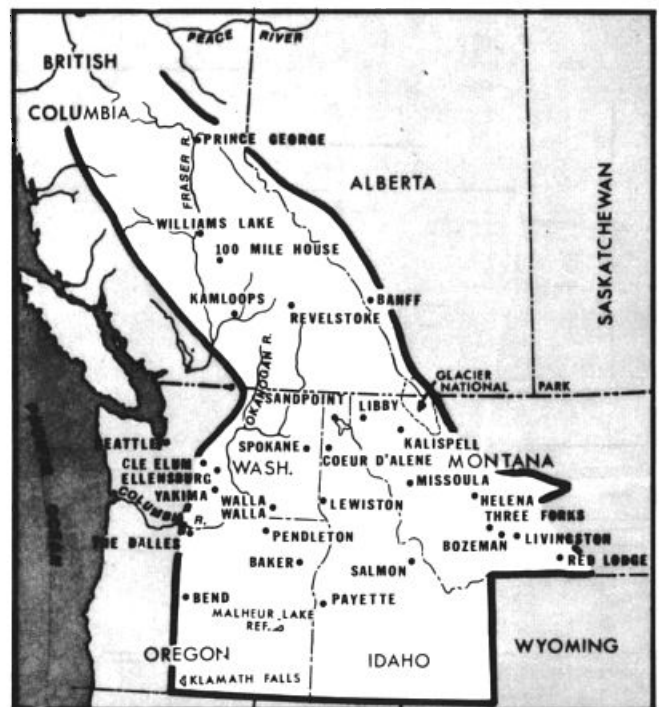 PEACE RIVER
BRITISH
COLUMBIA
PRINCE GEORGE
FRASER R.
ALBERTA
SASKATCHEWAN
WILLIAMS LAKE
100 MILE HOUSE
BANFF
KAMLOOPS
REVELSTOKE
OKANOGAN R.
GLACIER
NATIONAL PARK
SANDPOINT
LIBBY
SEATTLE
SPOKANE
KALISPELL
CLE ELUM
WASH.
COEUR D'ALENE
MONTANA
ELLENSBURG
MISSOULA
YAKIMA
WALLA
WALLA
LEWISTON
HELENA
COLUMBIA R.
THREE FORKS
THE DALLES
PENDLETON
BOZEMAN
LIVINGSTON
BAKER
SALMON
RED LODGE
BEND
MALHEUR LAKE
REF.
PAYETTE
OREGON
IDAHO
WYOMING
KLAMATH FALLS